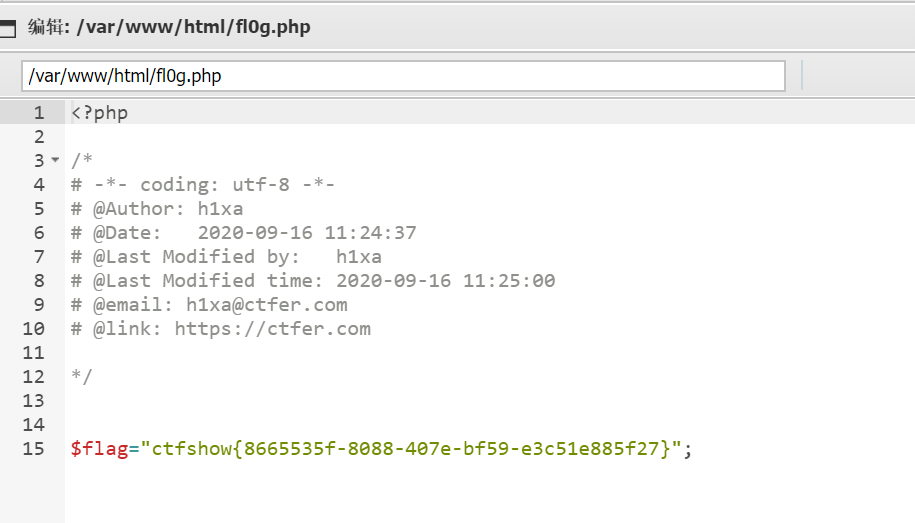 编辑: /var/www/html/fl0g.php
/var/www/html/fl0g.php
1 <?php
2
3 /*
4 # -*- coding: utf-8 -*-
5 # @Author: h1xa
6 # @Date:   2020-09-16 11:24:37
7 # @Last Modified by:   h1xa
8 # @Last Modified time: 2020-09-16 11:25:00
9 # @email: h1xa@ctfer.com
10 # @link: https://ctfer.com
11
12 */
13
14
15 $flag="ctfshow{8665535f-8088-407e-bf59-e3c51e885f27}";